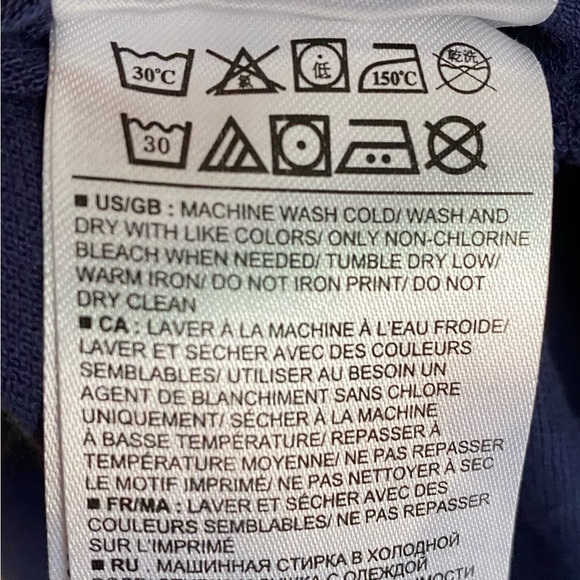 30°C 氯 低 150°C 乾洗
30
■ US/GB : MACHINE WASH COLD/ WASH AND
DRY WITH LIKE COLORS/ ONLY NON-CHLORINE
BLEACH WHEN NEEDED/ TUMBLE DRY LOW/
WARM IRON/ DO NOT IRON PRINT/ DO NOT
DRY CLEAN
■ CA : LAVER À LA MACHINE À L'EAU FROIDE/
LAVER ET SÉCHER AVEC DES COULEURS
SEMBLABLES/ UTILISER AU BESOIN UN
AGENT DE BLANCHIMENT SANS CHLORE
UNIQUEMENT/ SÉCHER À LA MACHINE
À BASSE TEMPÉRATURE/ REPASSER À
TEMPÉRATURE MOYENNE/ NE PAS REPASSER
LE MOTIF IMPRIMÉ/ NE PAS NETTOYER À SEC
■ FR/MA : LAVER ET SÉCHER AVEC DES
COULEURS SEMBLABLES/ NE PAS REPASSER
SUR L'IMPRIMÉ
■ RU . МАШИННАЯ СТИРКА В ХОЛОДНОЙ
С ОДЕЖДОЙ